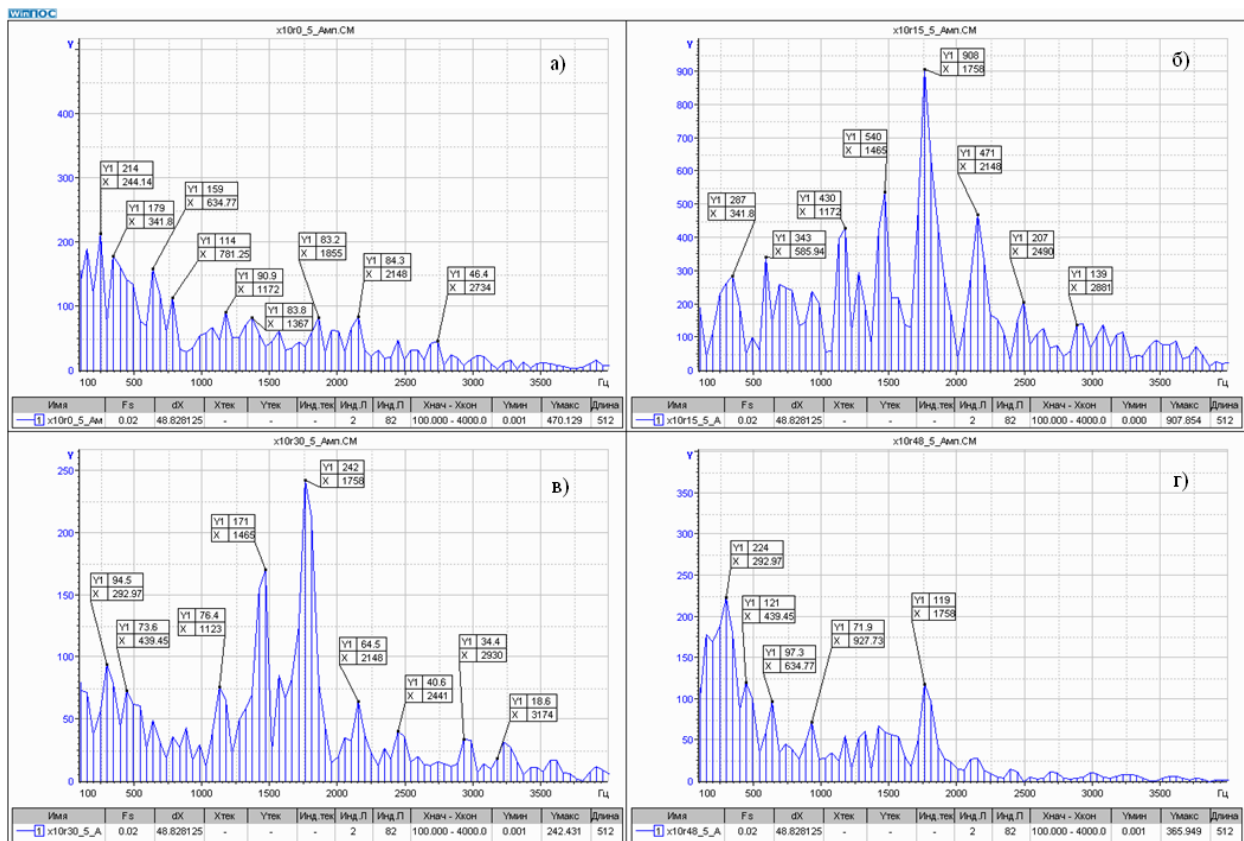 WinПОС
x10r0_5_Амп.СМ
а)
Y
Y1 214
X 244.14
Y1 179
X 341.8
Y1 159
X 634.77
Y1 114
X 781.25
Y1 90.9
X 1172
Y1 83.8
X 1367
Y1 83.2
X 1855
Y1 84.3
X 2148
Y1 46.4
X 2734
400
300
200
100
0
100 500 1000 1500 2000 2500 3000 3500 Гц
Имя Fs dX Xтек Yтек Инд.тек Инд.Л Инд.П Xнач - Xкон Yмин Yмакс Длина
1 x10r0_5_Ам 0.02 48.828125 - - - 2 82 100.000 - 4000.0 0.001 470.129 512
x10r15_5_Амп.СМ
б)
Y
Y1 287
X 341.8
Y1 343
X 585.94
Y1 430
X 1172
Y1 540
X 1465
Y1 908
X 1758
Y1 471
X 2148
Y1 207
X 2490
Y1 139
X 2881
900
800
700
600
500
400
300
200
100
0
100 500 1000 1500 2000 2500 3000 3500 Гц
Имя Fs dX Xтек Yтек Инд.тек Инд.Л Инд.П Xнач - Xкон Yмин Yмакс Длина
1 x10r15_5_А 0.02 48.828125 - - - 2 82 100.000 - 4000.0 0.000 907.854 512
x10r30_5_Амп.СМ
в)
Y
Y1 94.5
X 292.97
Y1 73.6
X 439.45
Y1 76.4
X 1123
Y1 171
X 1465
Y1 242
X 1758
Y1 64.5
X 2148
Y1 40.6
X 2441
Y1 34.4
X 2930
Y1 18.6
X 3174
250
200
150
100
50
0
100 500 1000 1500 2000 2500 3000 3500 Гц
Имя Fs dX Xтек Yтек Инд.тек Инд.Л Инд.П Xнач - Xкон Yмин Yмакс Длина
1 x10r30_5_А 0.02 48.828125 - - - 2 82 100.000 - 4000.0 0.001 242.431 512
x10r48_5_Амп.СМ
г)
Y
Y1 224
X 292.97
Y1 121
X 439.45
Y1 97.3
X 634.77
Y1 71.9
X 927.73
Y1 119
X 1758
350
300
250
200
150
100
50
0
100 500 1000 1500 2000 2500 3000 3500 Гц
Имя Fs dX Xтек Yтек Инд.тек Инд.Л Инд.П Xнач - Xкон Yмин Yмакс Длина
1 x10r48_5_А 0.02 48.828125 - - - 2 82 100.000 - 4000.0 0.001 365.949 512